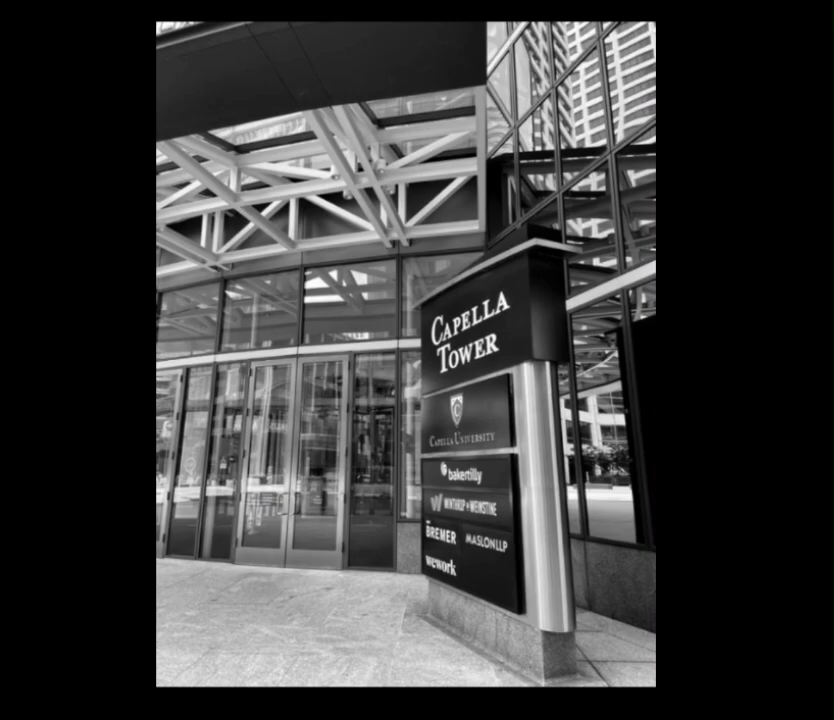 CAPELLA
TOWER
CAPELLA UNIVERSITY
bakertilly
WINTHROP & WEINSTINE
BREMER
MASLON LLP
wework